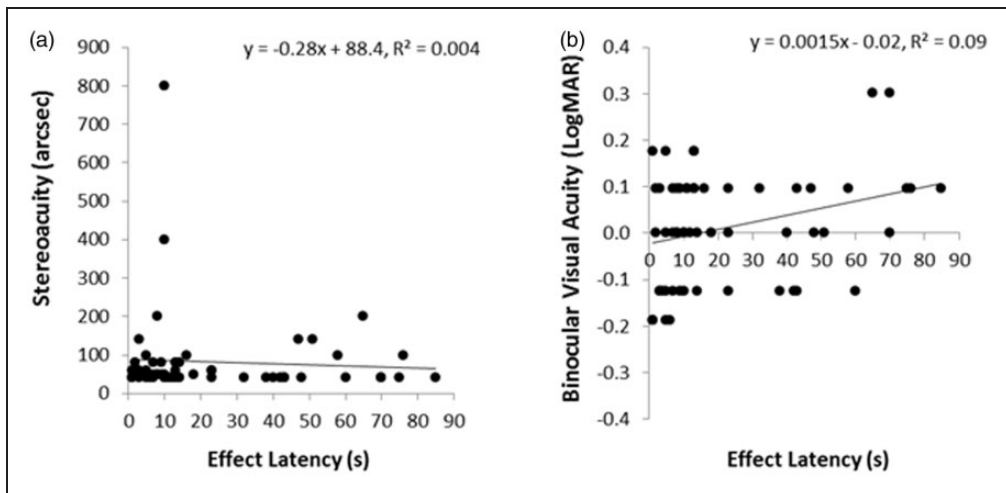 (a)
y = -0.28x + 88.4, R² = 0.004
Stereoacuity (arcsec)
900
800
700
600
500
400
300
200
100
0
0 10 20 30 40 50 60 70 80 90
Effect Latency (s)
(b)
y = 0.0015x - 0.02, R² = 0.09
Binocular Visual Acuity (LogMAR)
0.4
0.3
0.2
0.1
0.0
-0.1
-0.2
-0.3
-0.4
0 10 20 30 40 50 60 70 80 90
Effect Latency (s)